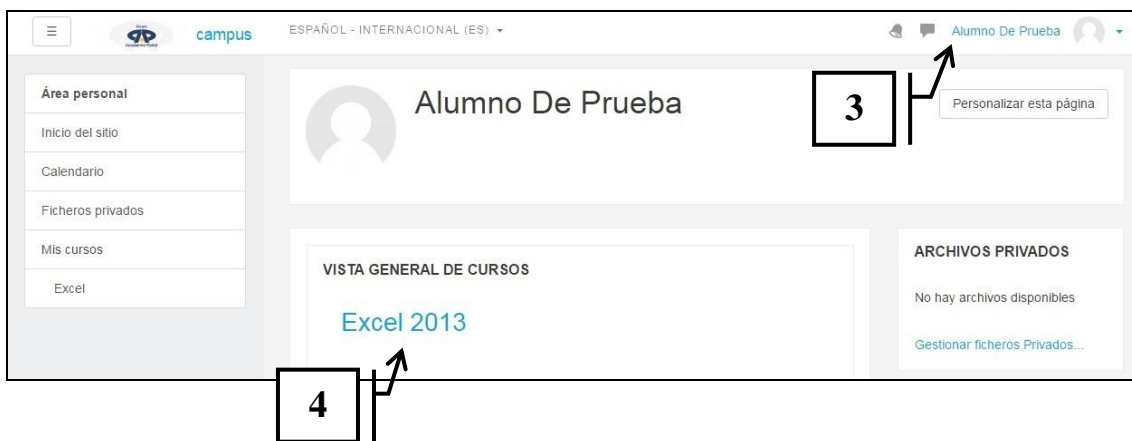 campus
ESPAÑOL - INTERNACIONAL (ES)
Alumno De Prueba
Área personal
Inicio del sitio
Calendario
Ficheros privados
Mis cursos
Excel
Alumno De Prueba
3
Personalizar esta página
VISTA GENERAL DE CURSOS
Excel 2013
4
ARCHIVOS PRIVADOS
No hay archivos disponibles
Gestionar ficheros Privados...